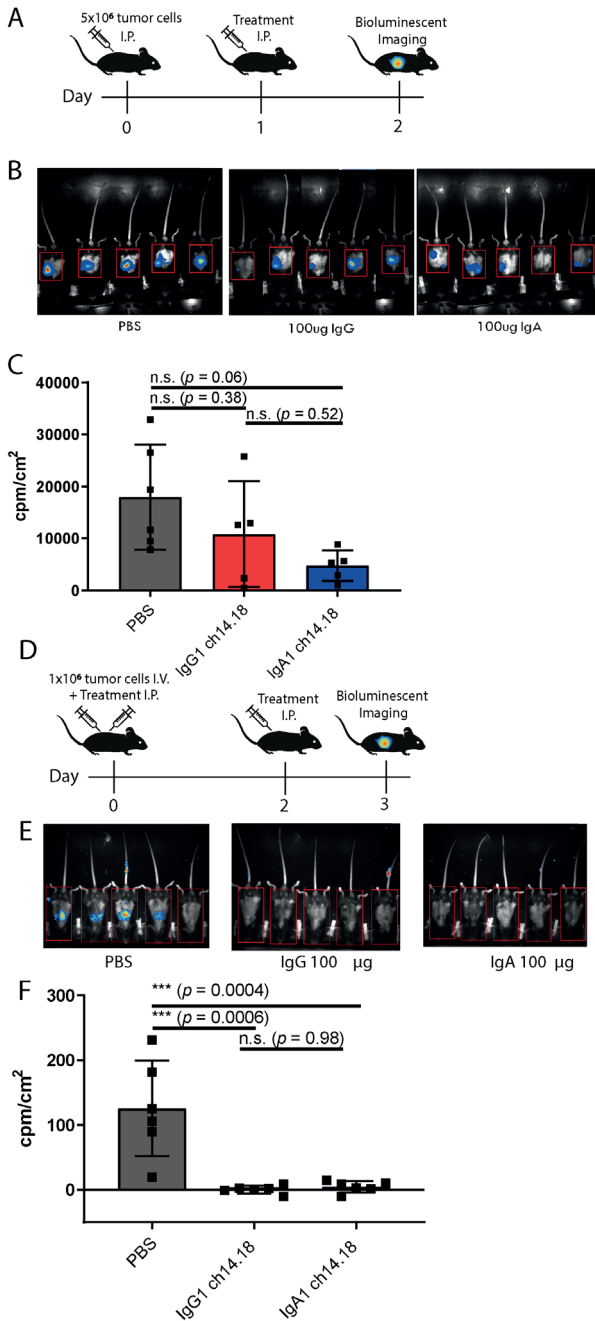 A
5x10⁶ tumor cells
I.P.
Treatment
I.P.
Bioluminescent
Imaging
Day
0
1
2
B
PBS
100ug IgG
100ug IgA
C
n.s. (p = 0.06)
n.s. (p = 0.38)
n.s. (p = 0.52)
cpm/cm²
40000
30000
20000
10000
0
PBS
IgG1 ch14.18
IgA1 ch14.18
D
1x10⁶ tumor cells I.V.
+ Treatment I.P.
Treatment
I.P.
Bioluminescent
Imaging
Day
0
2
3
E
PBS
IgG 100 µg
IgA 100 µg
F
*** (p = 0.0004)
*** (p = 0.0006)
n.s. (p = 0.98)
cpm/cm²
300
200
100
0
PBS
IgG1 ch14.18
IgA1 ch14.18